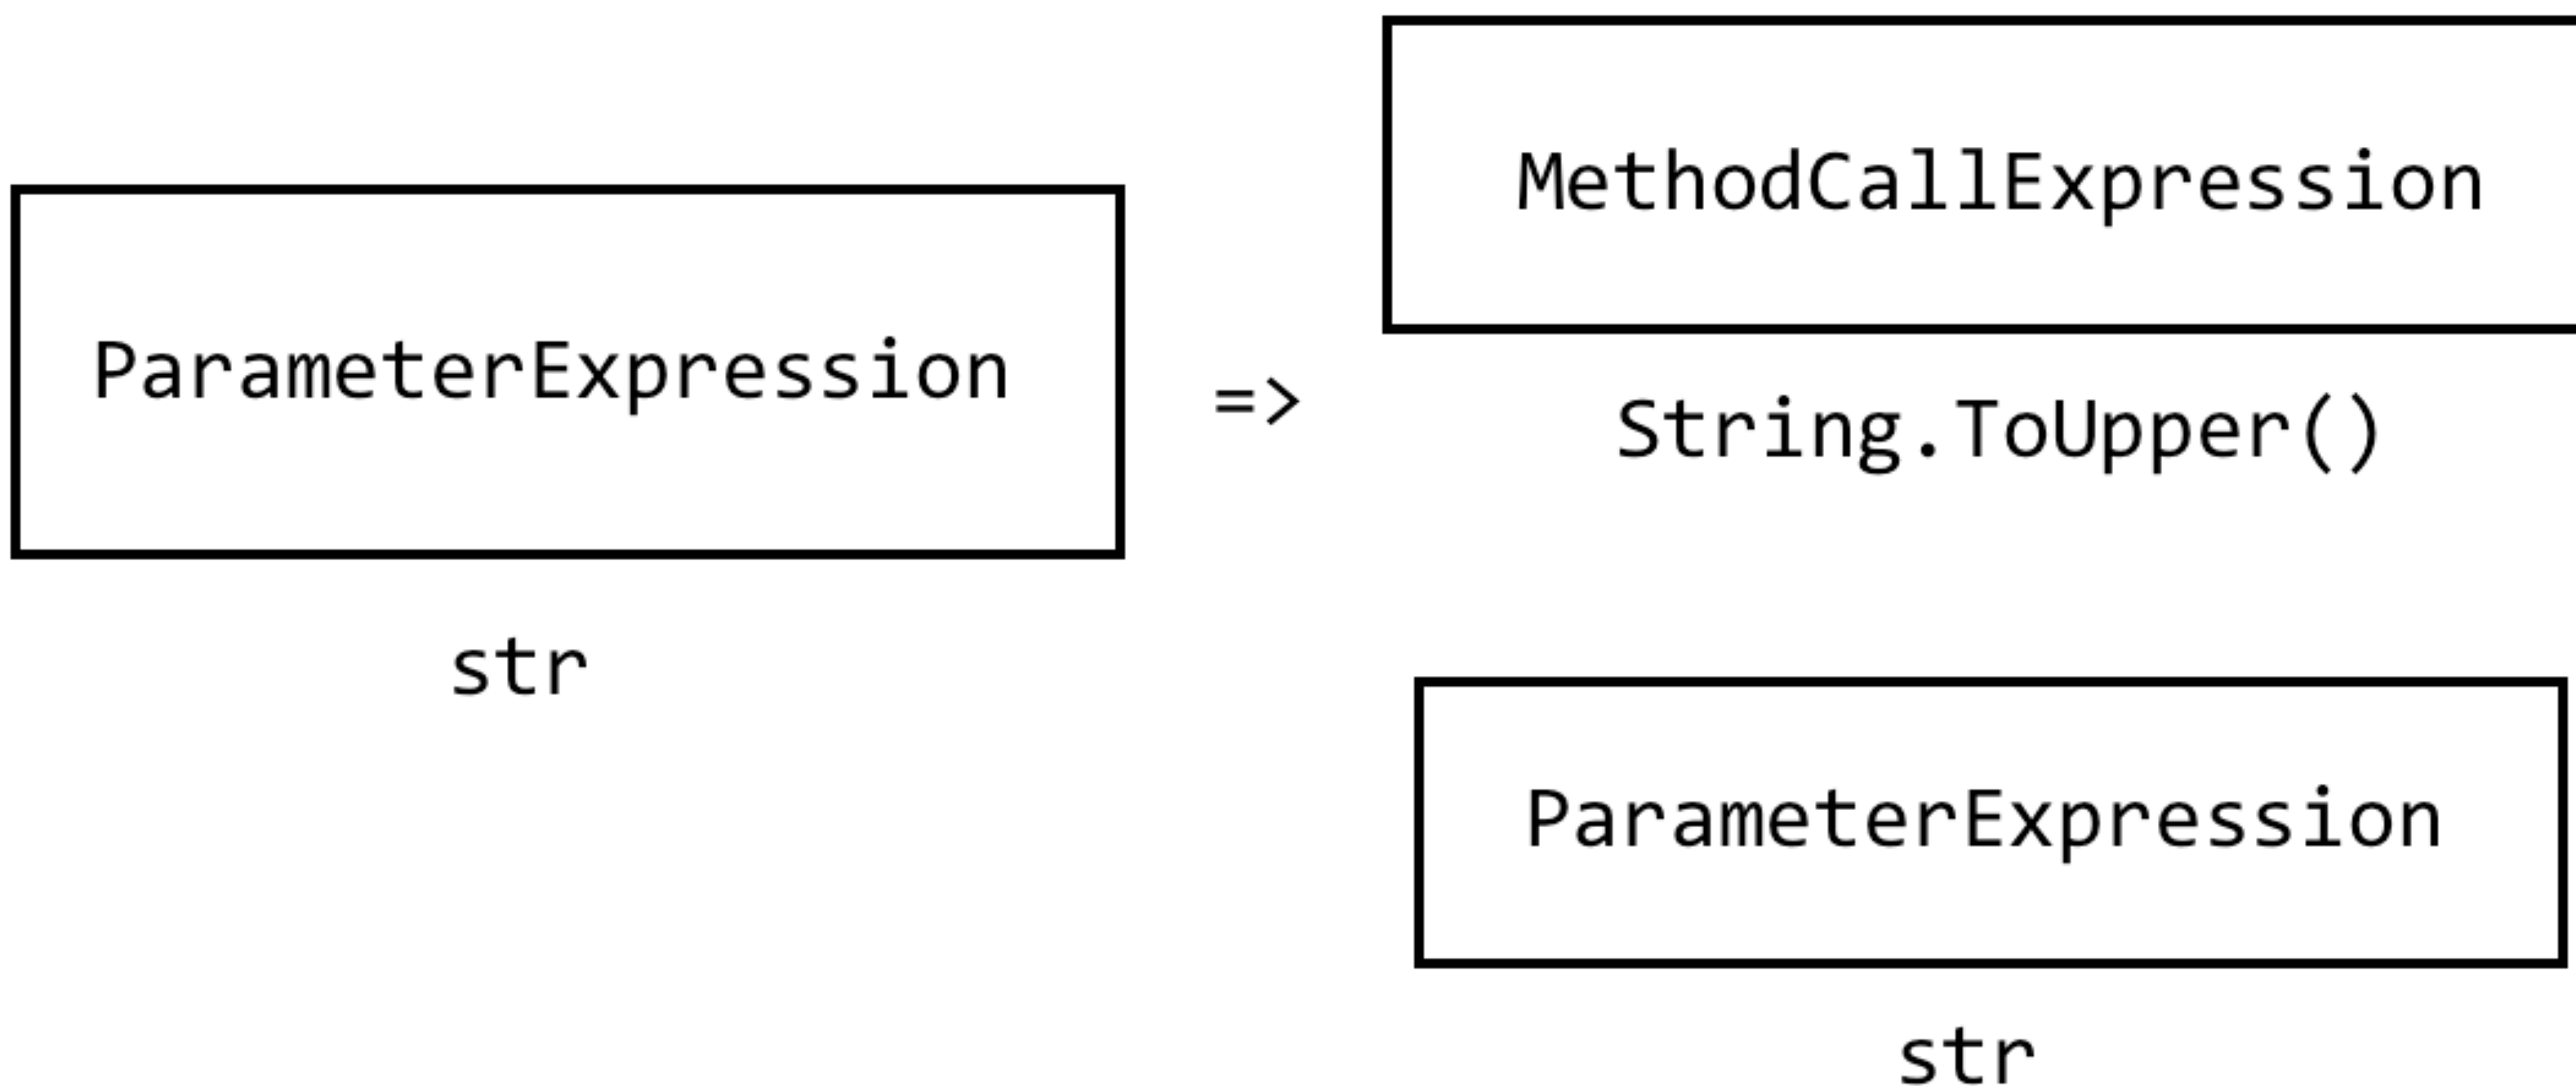 ParameterExpression
str
=>
MethodCallExpression
String.ToUpper()
ParameterExpression
str